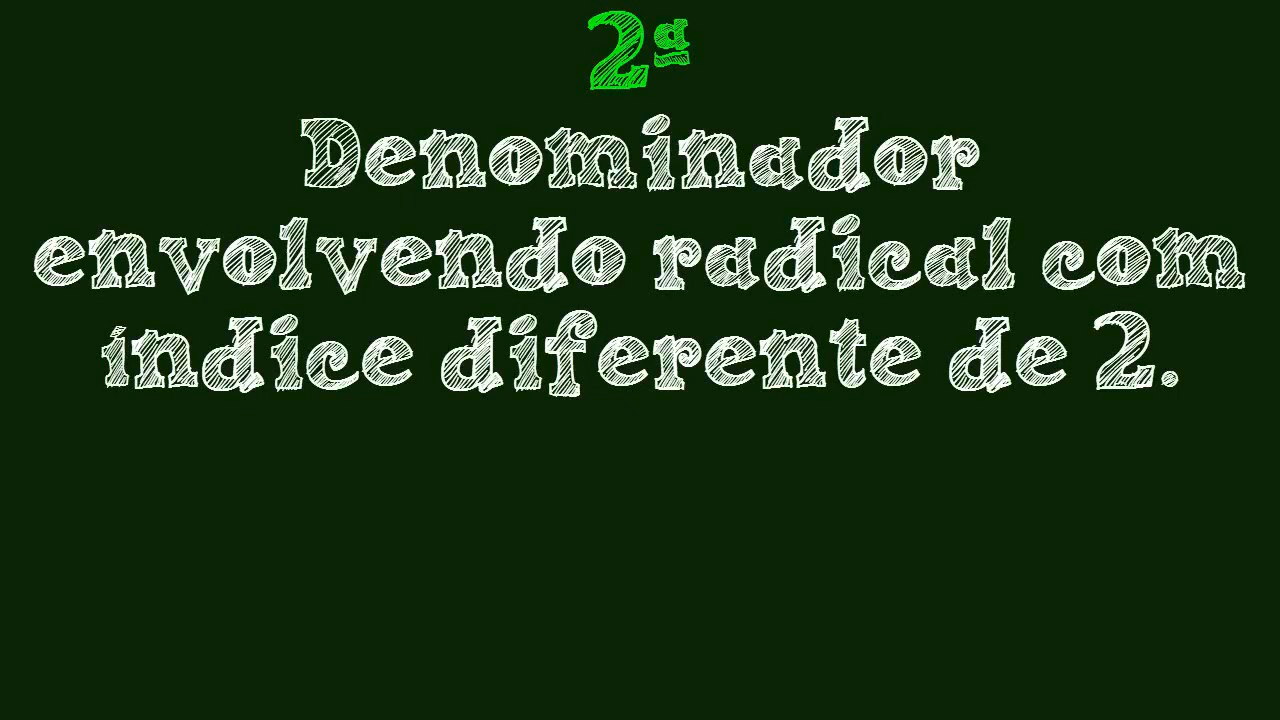 2ª
Denominador
envolvendo radical com
índice diferente de 2.